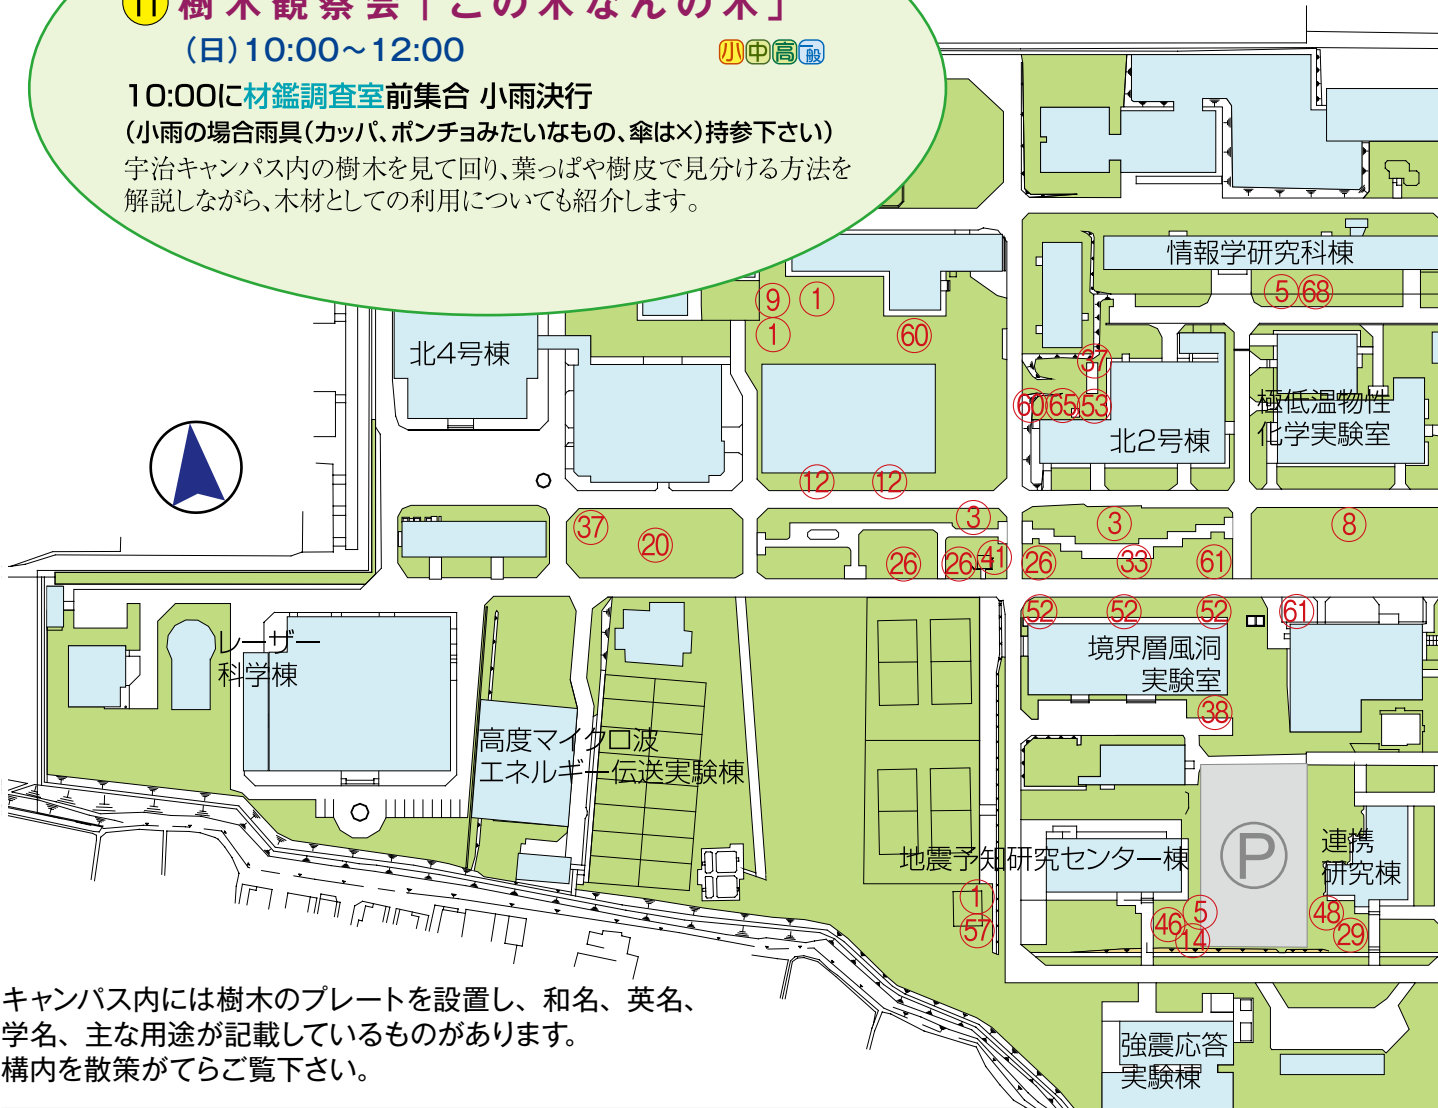 11 樹木観察会「この木なんの木」
(日)10:00～12:00
小 中 高 一般
10:00に材鑑調査室前集合 小雨決行
(小雨の場合雨具(カッパ、ポンチョみたいなもの、傘は×)持参下さい)
宇治キャンパス内の樹木を見て回り、葉っぱや樹皮で見分ける方法を
解説しながら、木材としての利用についても紹介します。
情報学研究科棟
5 68
9 1
1
60
北4号棟
37
60 65 53
北2号棟
極低温物性
化学実験室
12 12
37
20
3
3
8
26 26 41
26
33
61
52 52 52
61
レーザー
科学棟
境界層風洞
実験室
38
高度マイクロ波
エネルギー伝送実験棟
地震予知研究センター棟
P
連携
研究棟
1
57
46 5
14
48
29
キャンパス内には樹木のプレートを設置し、和名、英名、
学名、主な用途が記載しているものがあります。
構内を散策がてらご覧下さい。
強震応答
実験棟